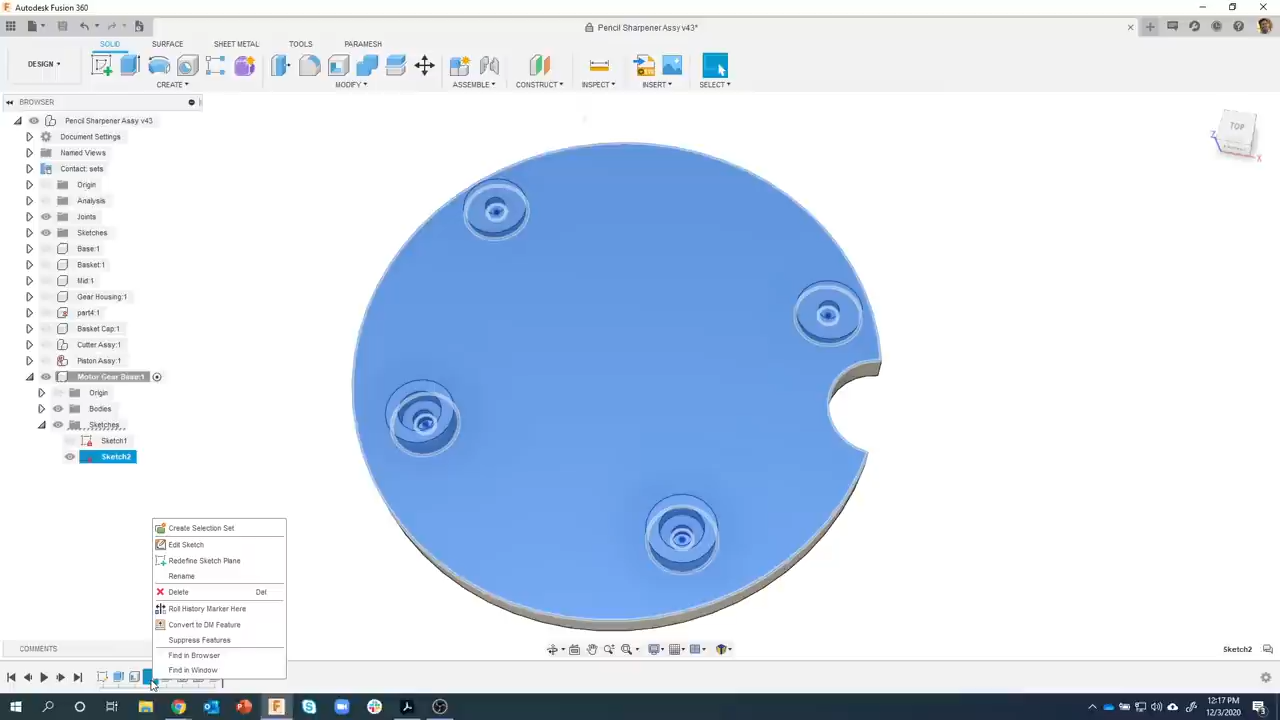 Autodesk Fusion 360
Pencil Sharpener Assy v43*
SOLID SURFACE SHEET METAL TOOLS PARAMESH
DESIGN
CREATE MODIFY ASSEMBLE CONSTRUCT INSPECT INSERT SELECT
BROWSER
Pencil Sharpener Assy v43
Document Settings
Named Views
Contact: sets
Origin
Analysis
Joints
Sketches
Base:1
Basket:1
Mid:1
Gear Housing:1
part4:1
Basket Cap:1
Cutter Assy:1
Piston Assy:1
Motor Gear Base:1
Origin
Bodies
Sketches
Sketch1
Sketch2
TOP
Z
X
Create Selection Set
Edit Sketch
Redefine Sketch Plane
Rename
Delete Del
Roll History Marker Here
Convert to DM Feature
Suppress Features
Find in Browser
Find in Window
COMMENTS
Sketch2
12:17 PM
12/3/2020